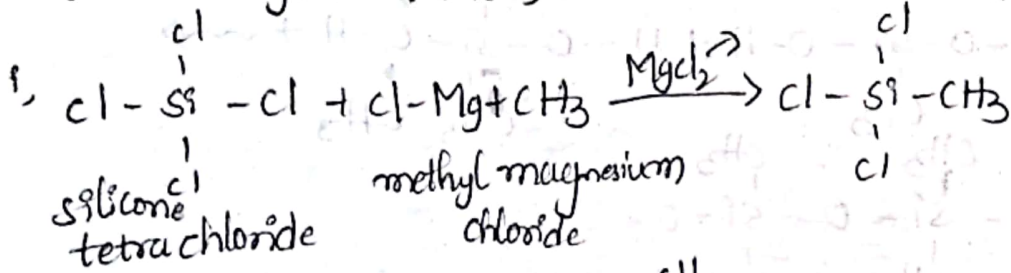 Cl Cl
1, Cl - Si - Cl + Cl-Mg+CH3 MgCl2↗ → Cl - Si - CH3
Cl Cl
silicone methyl magnesium
tetrachloride chloride